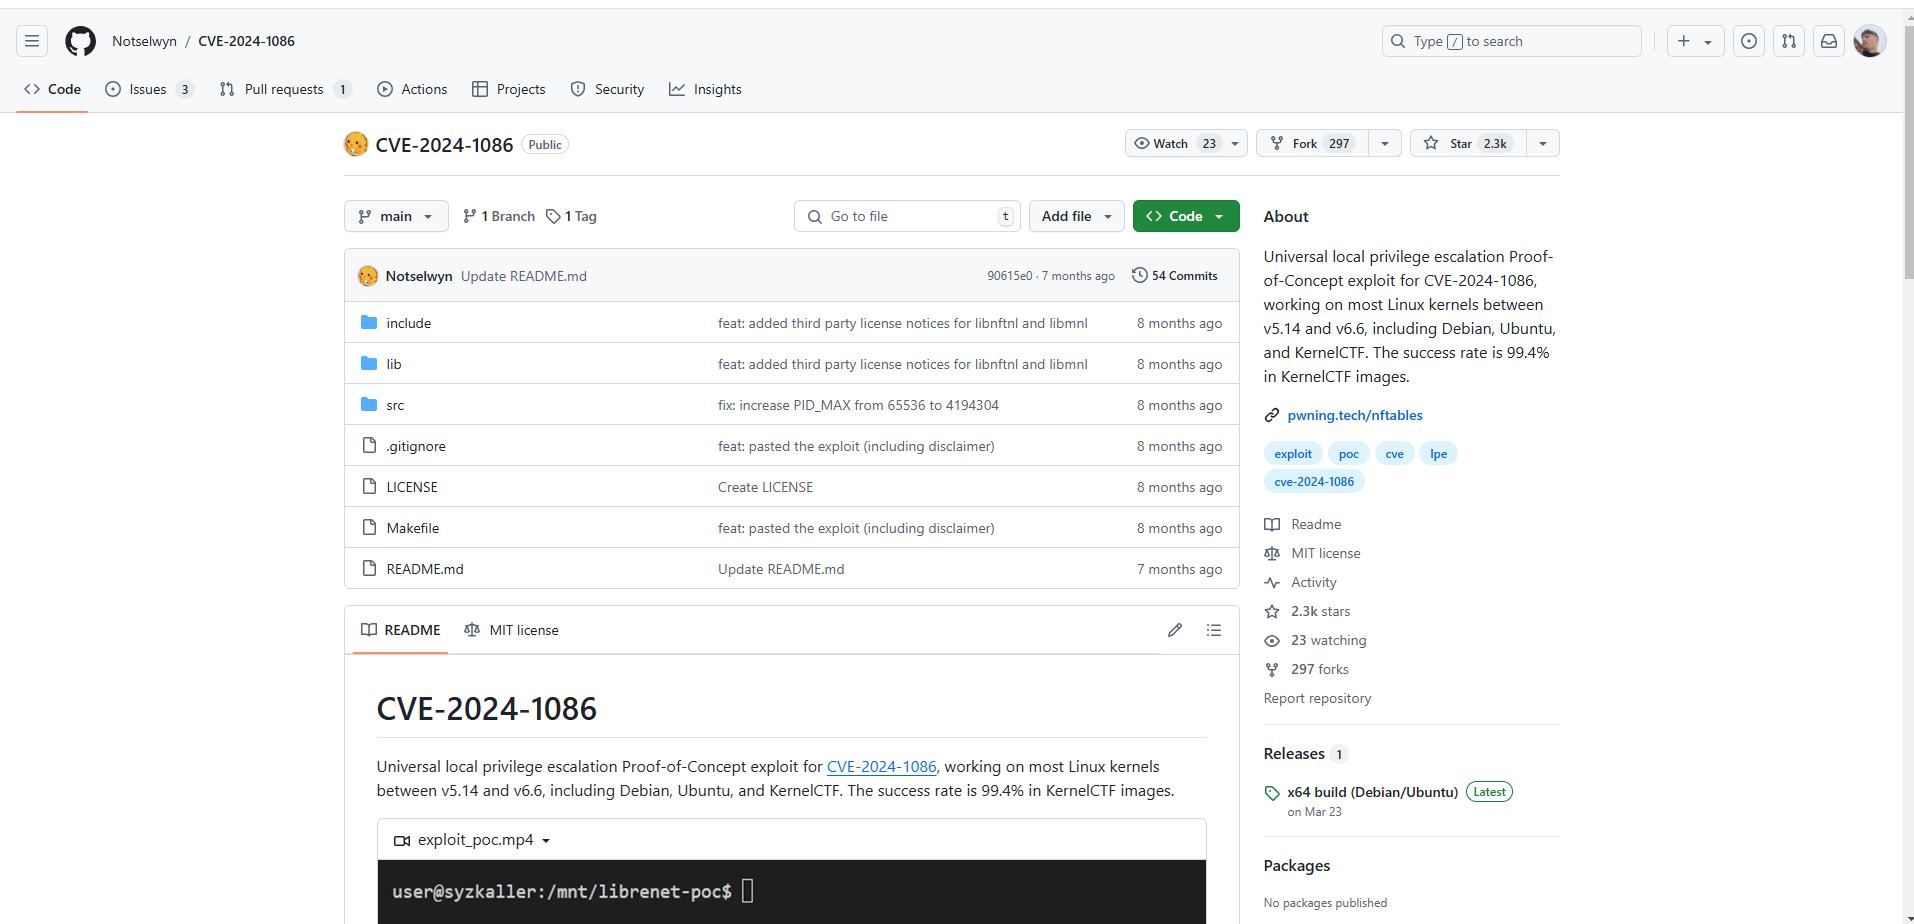 Notselwyn / CVE-2024-1086
Type / to search
Code
Issues 3
Pull requests 1
Actions
Projects
Security
Insights
CVE-2024-1086 Public
Watch 23
Fork 297
Star 2.3k
main
1 Branch
1 Tag
Go to file t
Add file
Code
Notselwyn Update README.md 90615e0 · 7 months ago 54 Commits
include feat: added third party license notices for libnftnl and libmnl 8 months ago
lib feat: added third party license notices for libnftnl and libmnl 8 months ago
src fix: increase PID_MAX from 65536 to 4194304 8 months ago
.gitignore feat: pasted the exploit (including disclaimer) 8 months ago
LICENSE Create LICENSE 8 months ago
Makefile feat: pasted the exploit (including disclaimer) 8 months ago
README.md Update README.md 7 months ago
README
MIT license
CVE-2024-1086
Universal local privilege escalation Proof-of-Concept exploit for CVE-2024-1086, working on most Linux kernels
between v5.14 and v6.6, including Debian, Ubuntu, and KernelCTF. The success rate is 99.4% in KernelCTF images.
exploit_poc.mp4
user@syzkaller:/mnt/librenet-poc$
About
Universal local privilege escalation Proof-
of-Concept exploit for CVE-2024-1086,
working on most Linux kernels between
v5.14 and v6.6, including Debian, Ubuntu,
and KernelCTF. The success rate is 99.4%
in KernelCTF images.
pwning.tech/nftables
exploit poc cve lpe
cve-2024-1086
Readme
MIT license
Activity
2.3k stars
23 watching
297 forks
Report repository
Releases 1
x64 build (Debian/Ubuntu) Latest
on Mar 23
Packages
No packages published